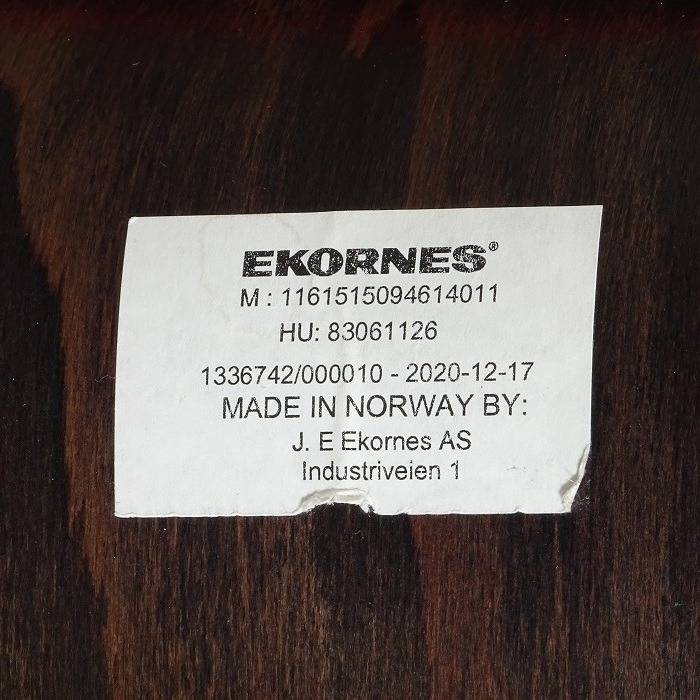 EKORNES®
M : 1161515094614011
HU: 83061126
1336742/000010 - 2020-12-17
MADE IN NORWAY BY:
J. E Ekornes AS
Industriveien 1